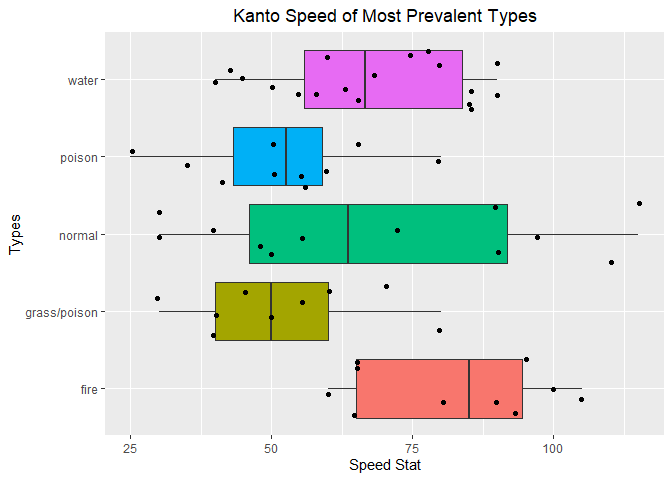 Kanto Speed of Most Prevalent Types
Types
water
poison
normal
grass/poison
fire
25 50 75 100
Speed Stat